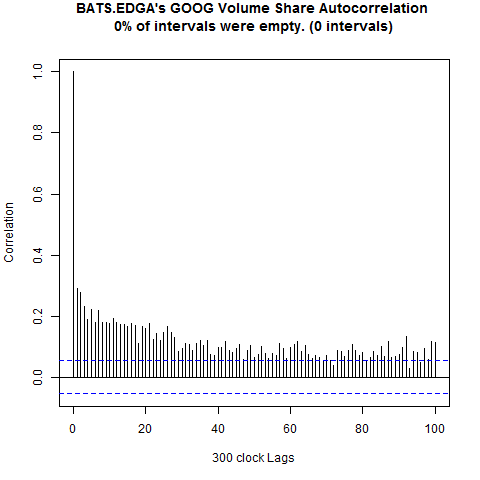 BATS.EDGA's GOOG Volume Share Autocorrelation
0% of intervals were empty. (0 intervals)
1.0
0.8
0.6
0.4
0.2
0.0
Correlation
0 20 40 60 80 100
300 clock Lags